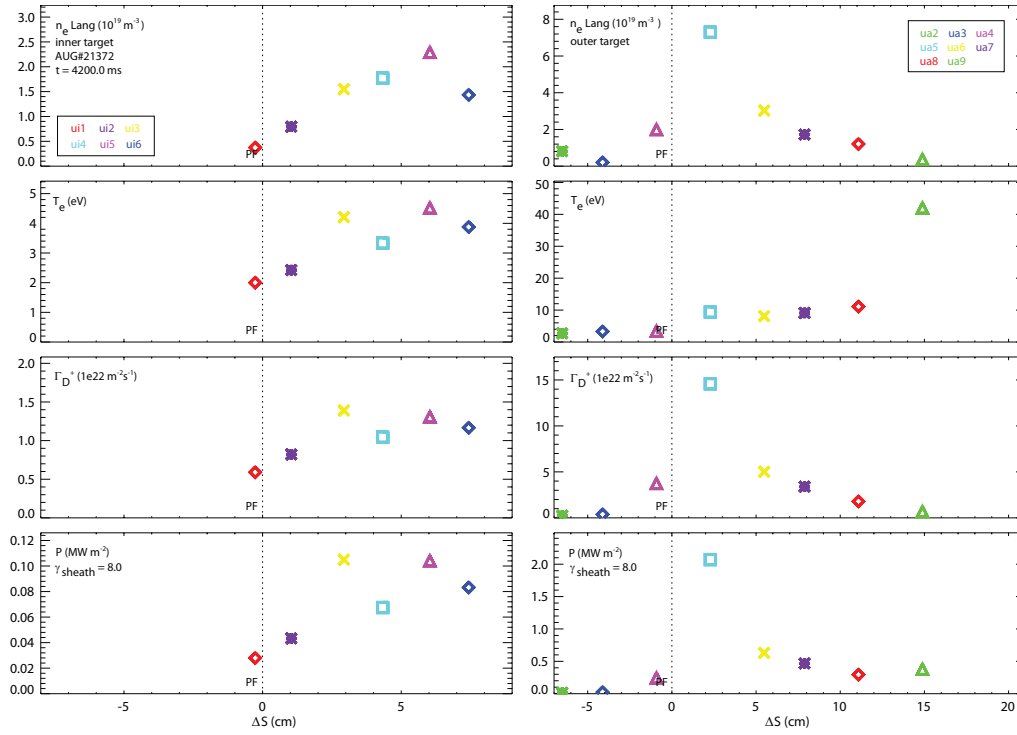 n_e Lang (10^19 m^-3)
inner target
AUG#21372
t = 4200.0 ms
ui1 ui2 ui3
ui4 ui5 ui6
3.0
2.5
2.0
1.5
1.0
0.5
0.0
PF
T_e (eV)
5
4
3
2
1
0
PF
Γ_D^+ (1e22 m^-2 s^-1)
2.0
1.5
1.0
0.5
0.0
PF
P (MW m^-2)
γ_sheath = 8.0
0.12
0.10
0.08
0.06
0.04
0.02
0.00
PF
-5 0 5
ΔS (cm)
n_e Lang (10^19 m^-3)
outer target
ua2 ua3 ua4
ua5 ua6 ua7
ua8 ua9
8
6
4
2
0
PF
T_e (eV)
50
40
30
20
10
0
PF
Γ_D^+ (1e22 m^-2 s^-1)
15
10
5
0
PF
P (MW m^-2)
γ_sheath = 8.0
2.0
1.5
1.0
0.5
0.0
PF
-5 0 5 10 15 20
ΔS (cm)